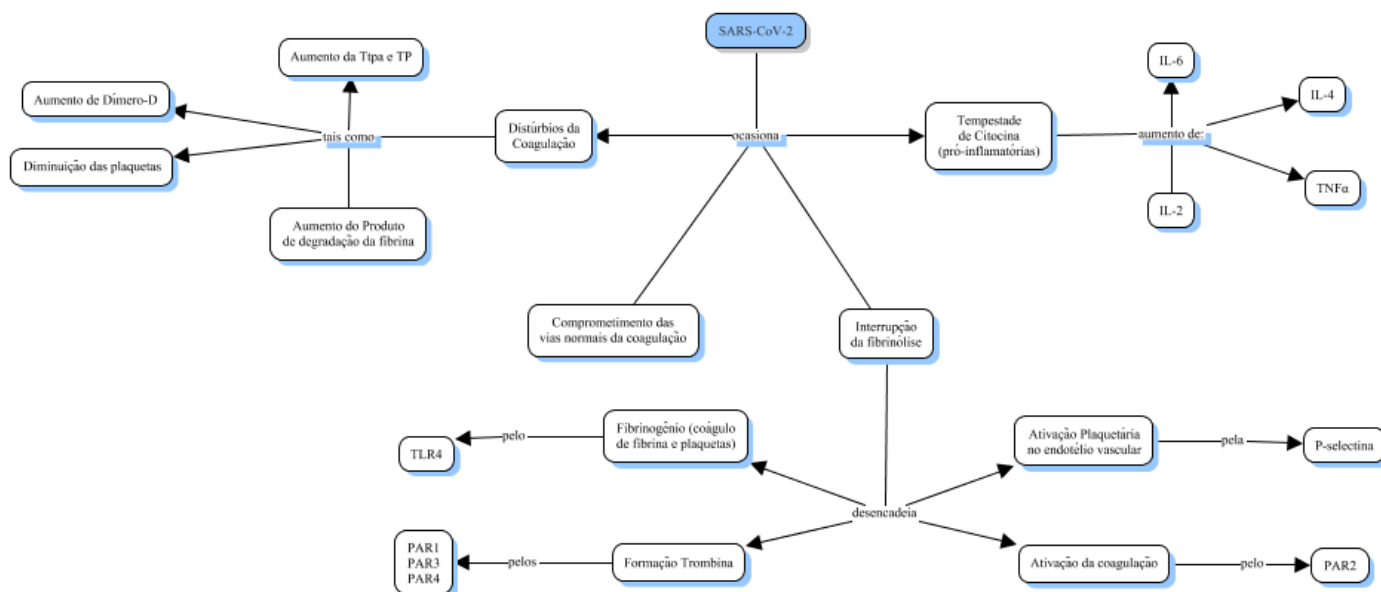 SARS-CoV-2
Aumento da Ttpa e TP
IL-6
Aumento de Dímero-D
IL-4
tais como
Distúrbios da
Coagulação
ocasiona
Tempestade
de Citocina
(pró-inflamatórias)
aumento de:
Diminuição das plaquetas
TNFα
IL-2
Aumento do Produto
de degradação da fibrina
Comprometimento das
vias normais da coagulação
Interrupção
da fibrinólise
Fibrinogênio (coágulo
de fibrina e plaquetas)
pelo
TLR4
Ativação Plaquetária
no endotélio vascular
pela
P-selectina
desencadeia
PAR1
PAR3
PAR4
pelos
Formação Trombina
Ativação da coagulação
pelo
PAR2